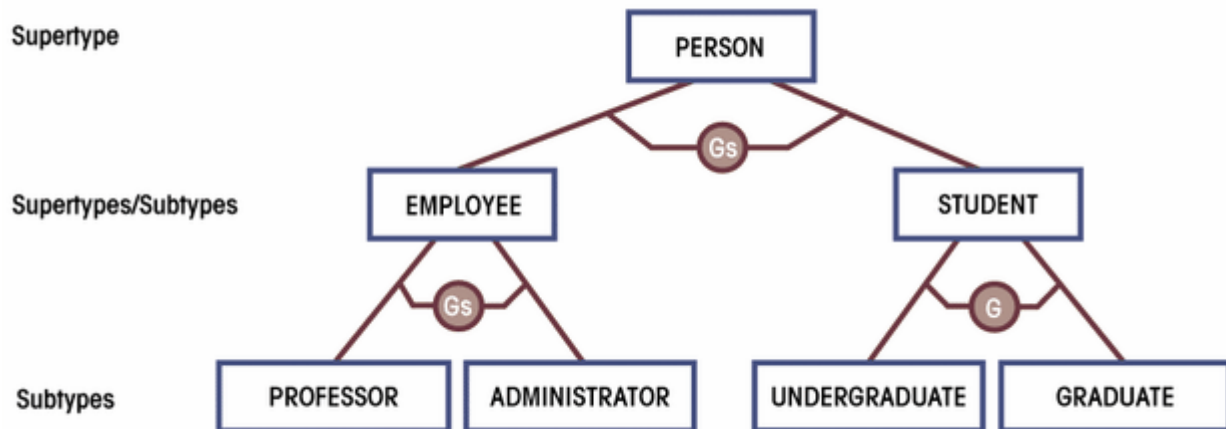 Supertype
PERSON
Gs
Supertypes/Subtypes
EMPLOYEE
STUDENT
Gs
G
Subtypes
PROFESSOR
ADMINISTRATOR
UNDERGRADUATE
GRADUATE